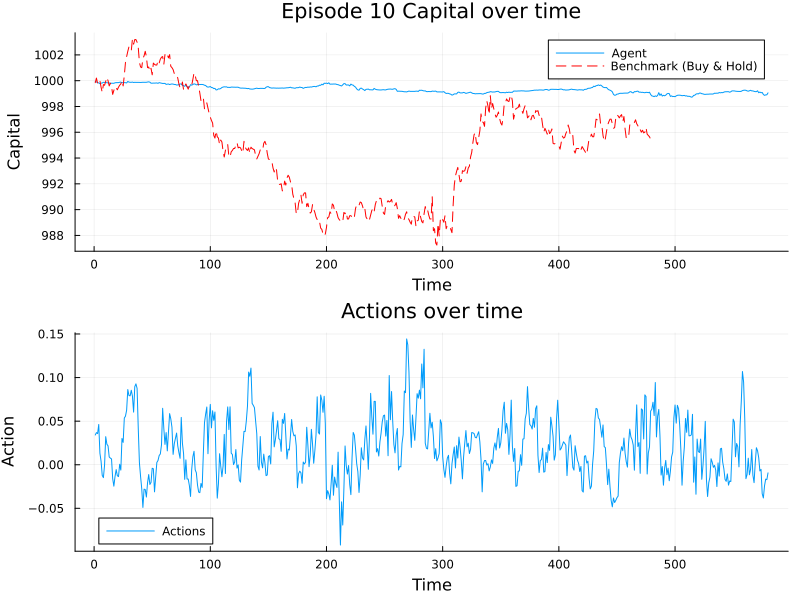 Episode 10 Capital over time
Agent
Benchmark (Buy & Hold)
1002
1000
998
996
994
992
990
988
Capital
0 100 200 300 400 500
Time
Actions over time
0.15
0.10
0.05
0.00
−0.05
Action
Actions
0 100 200 300 400 500
Time